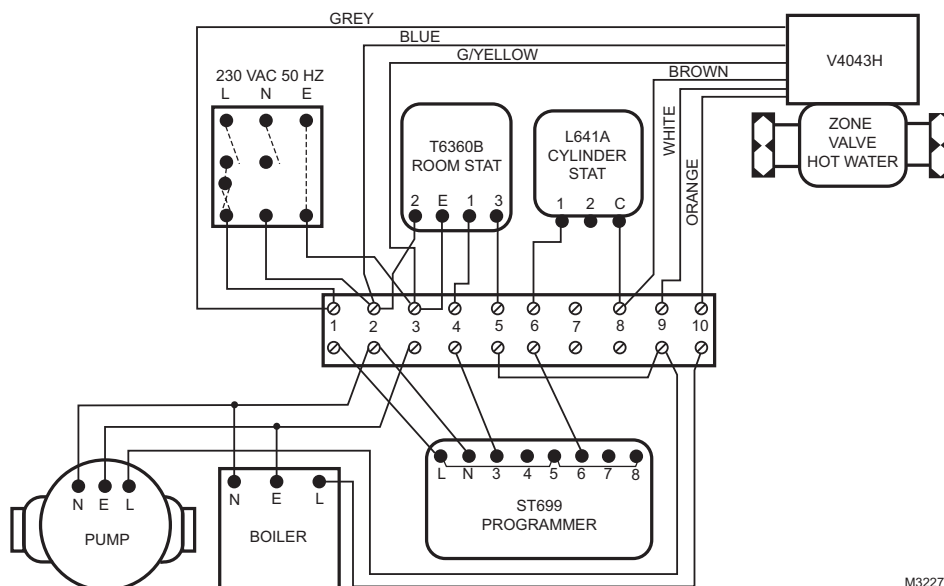 GREY
BLUE
G/YELLOW
BROWN
WHITE
ORANGE
V4043H
ZONE
VALVE
HOT WATER
230 VAC 50 HZ
L N E
T6360B
ROOM STAT
2 E 1 3
L641A
CYLINDER
STAT
1 2 C
1 2 3 4 5 6 7 8 9 10
N E L
PUMP
N E L
BOILER
L N 3 4 5 6 7 8
ST699
PROGRAMMER
M3227